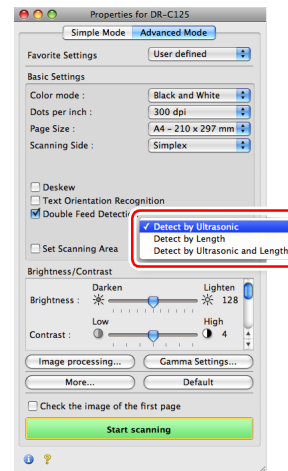 Properties for DR-C125
Simple Mode Advanced Mode
Favorite Settings User defined
Basic Settings
Color mode : Black and White
Dots per inch : 300 dpi
Page Size : A4 - 210 x 297 mm
Scanning Side : Simplex
Deskew
Text Orientation Recognition
Double Feed Detectio
✓ Detect by Ultrasonic
Detect by Length
Detect by Ultrasonic and Length
Set Scanning Area
Brightness/Contrast
Darken Lighten
Brightness : 128
Low High
Contrast : 4
Image processing... Gamma Settings...
More... Default
Check the image of the first page
Start scanning